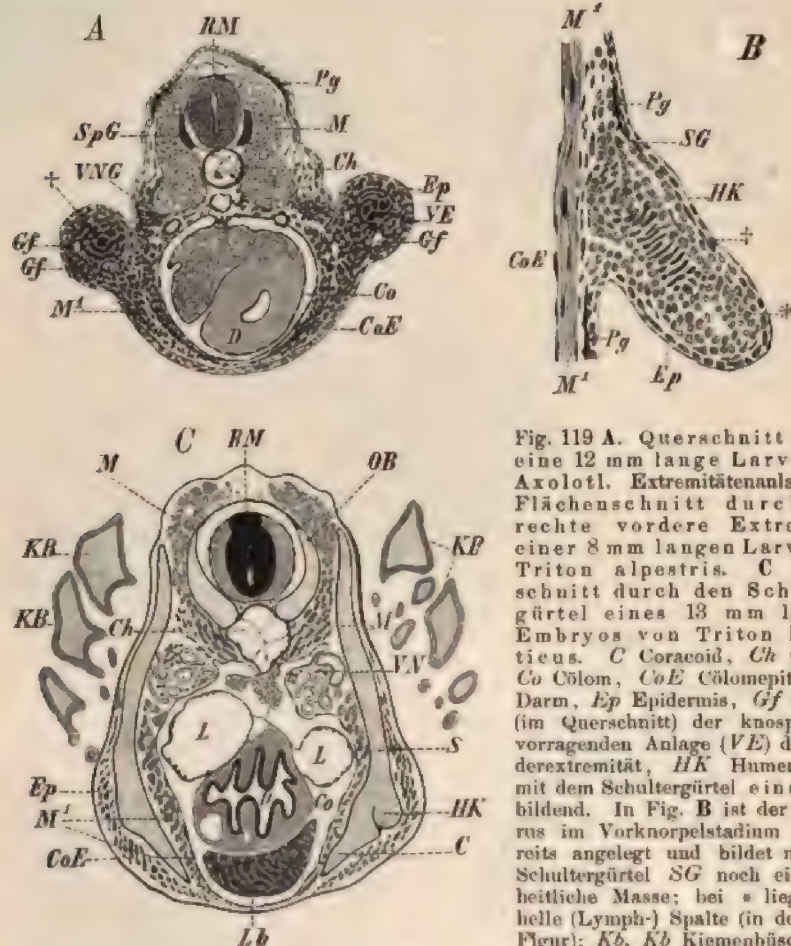 A
RM
Pg
SpG
M
VNG
Ch
‡
Ep
VE
Gf
Gf
Gf
Co
M¹
CoE
D
B
M¹
Pg
SG
HK
‡
CoE
*
Pg
Ep
M¹
C
RM
OB
M
KB
KB
KB
Ch
M
VN
L
L
S
Ep
Co
HK
M¹
CoE
C
Lb
Fig. 119 A. Querschnitt
eine 12 mm lange Larv
Axolotl. Extremitätenanla
Flächenschnitt durc
rechte vordere Extre
einer 8 mm langen Larv
Triton alpestris. C
schnitt durch den Sch
gürtel eines 13 mm l
Embryos von Triton
ticus. C Coracoid, Ch
Co Cölom, CoE Cölomepit
Darm, Ep Epidermis, Gf
(im Querschnitt) der knosp
vorragenden Anlage (VE) d
derextremität, HK Humer
mit dem Schultergürtel eine
bildend. In Fig. B ist der
rus im Vorknorpelstadium
reits angelegt und bildet m
Schultergürtel SG noch ei
heitliche Masse; bei * lieg
helle (Lymph-) Spalte (in de
Figur); Kb, Kb Kiemenbüsc